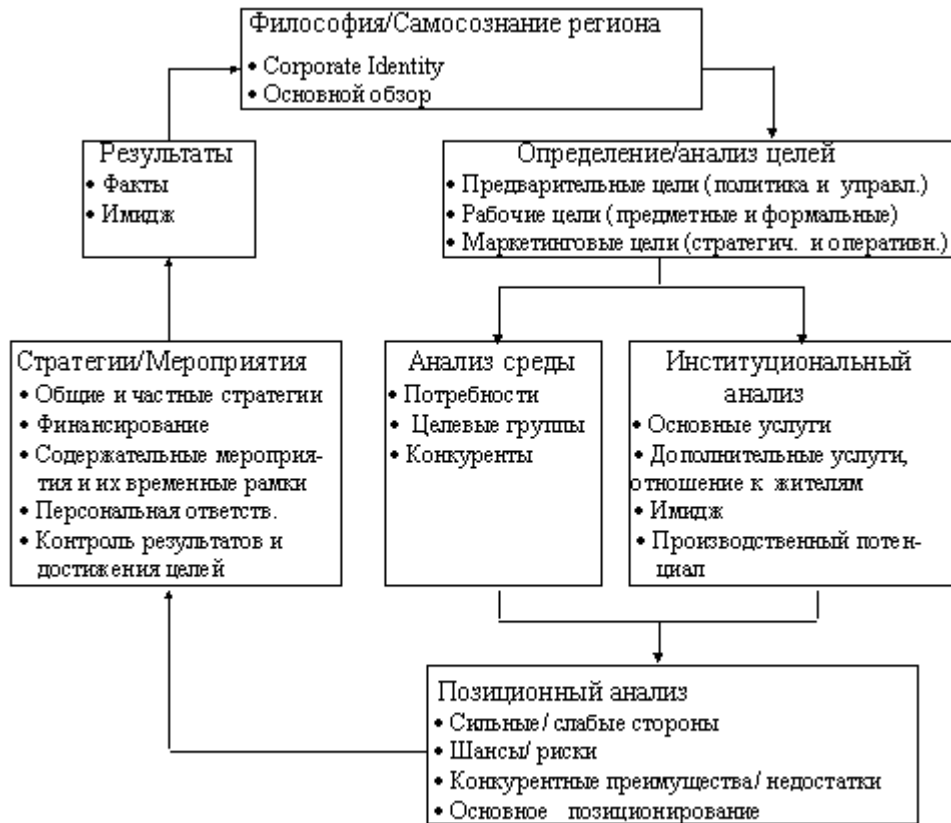 Философия/Самосознание региона
• Corporate Identity
• Основной обзор
Результаты
• Факты
• Имидж
Определение/анализ целей
• Предварительные цели (политика и управл.)
• Рабочие цели (предметные и формальные)
• Маркетинговые цели (стратегич. и оперативн.)
Стратегии/Мероприятия
• Общие и частные стратегии
• Финансирование
• Содержательные мероприя-
тия и их временные рамки
• Персональная ответств.
• Контроль результатов и
достижения целей
Анализ среды
• Потребности
• Целевые группы
• Конкуренты
Институциональный
анализ
• Основные услуги
• Дополнительные услуги,
отношение к жителям
• Имидж
• Производственный потен-
циал
Позиционный анализ
• Сильные/ слабые стороны
• Шансы/ риски
• Конкурентные преимущества/ недостатки
• Основное позиционирование